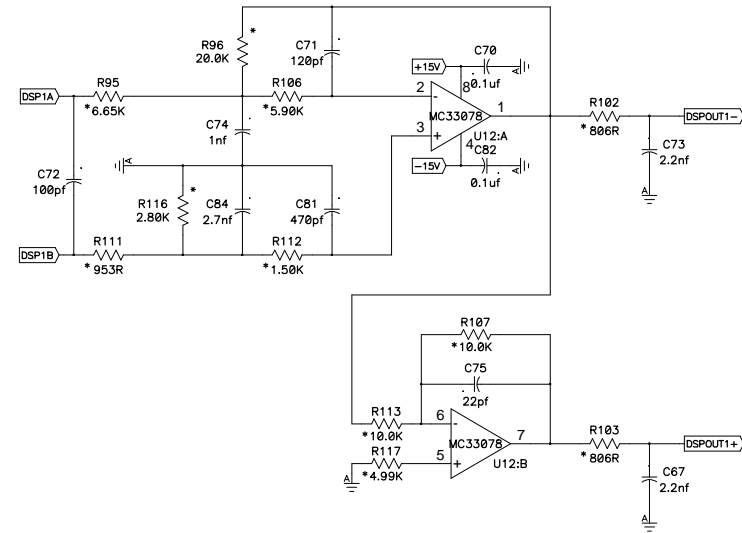 *
R96
20.0K
C71
120pf
C70
+15V
A
0.1uf
DSP1A
R95
*6.65K
R106
*5.90K
2
-
8
MC33078
1
R102
*806R
DSPOUT1-
C74
1nf
3
+
4
U12:A
C82
-15V
A
0.1uf
C73
2.2nf
A
C72
100pf
A
*
R116
2.80K
C84
2.7nf
C81
470pf
DSP1B
R111
*953R
R112
*1.50K
R107
*10.0K
C75
22pf
R113
*10.0K
6
-
MC33078
7
R103
*806R
DSPOUT1+
R117
*4.99K
5
+
U12:B
A
C67
2.2nf
A